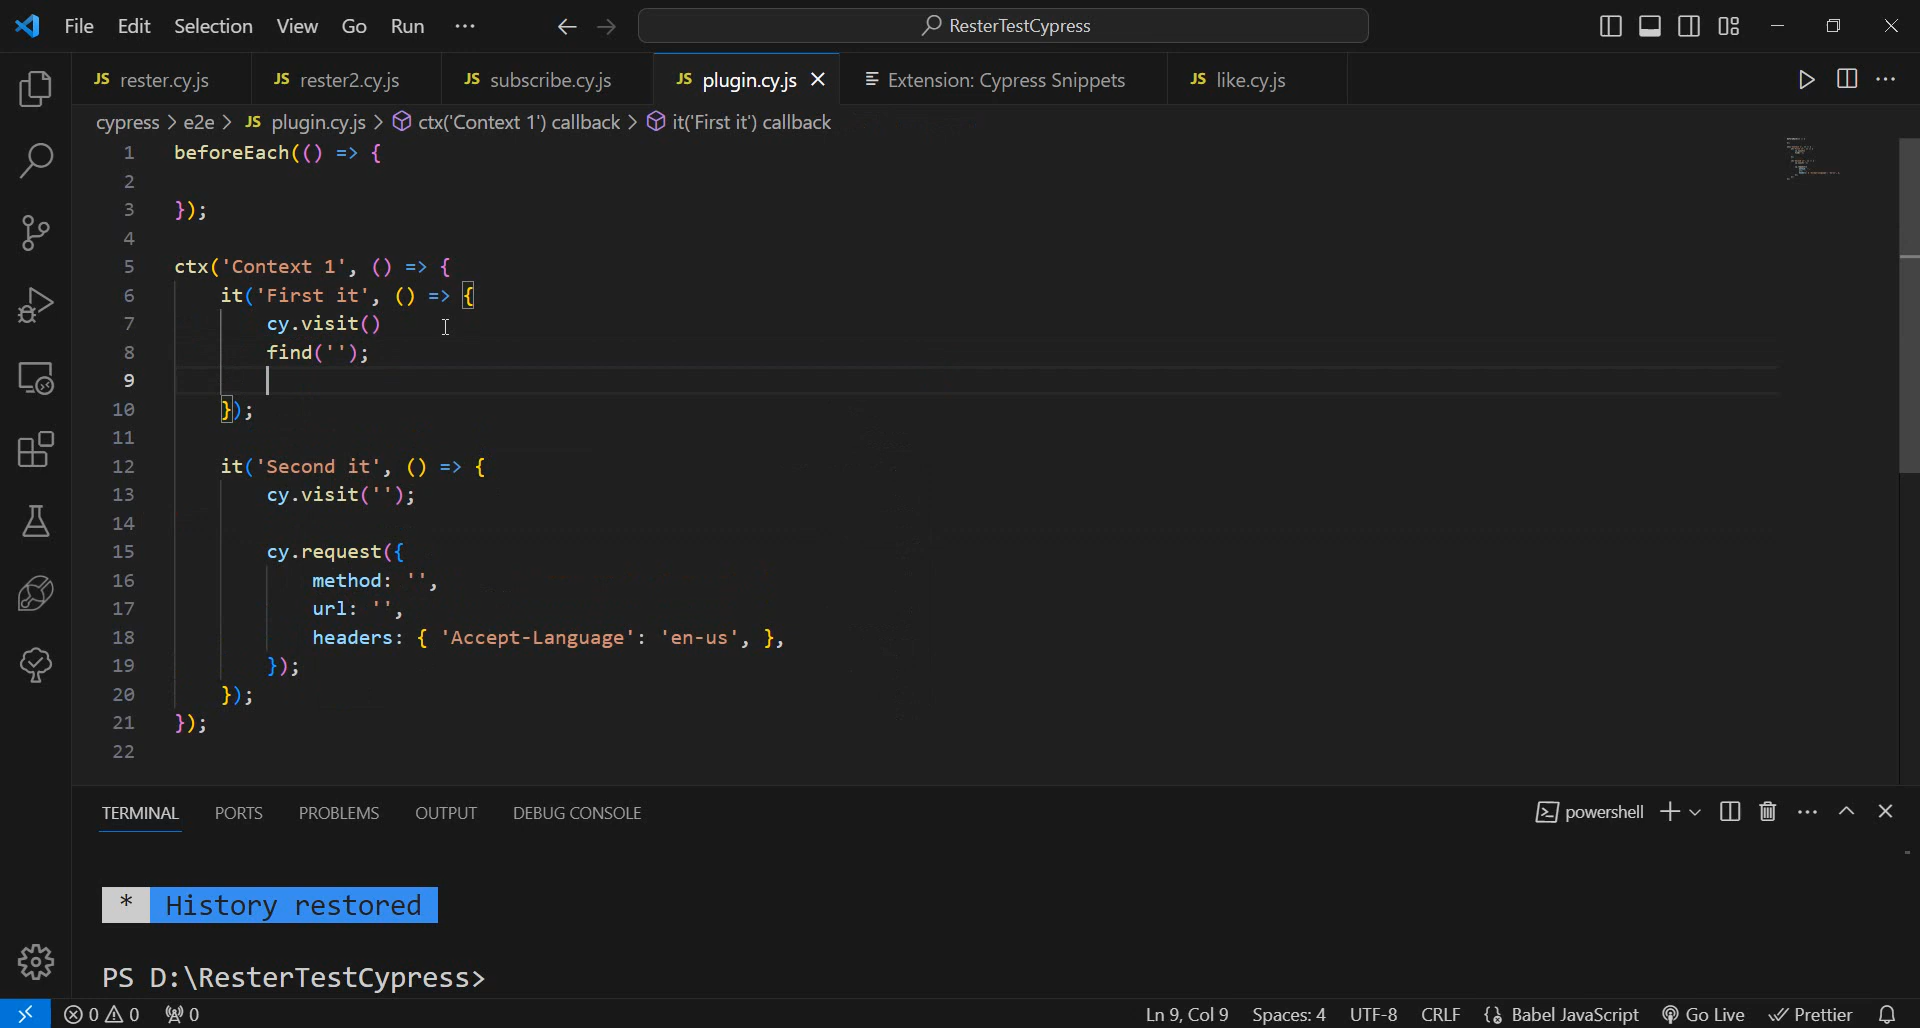 File Edit Selection View Go Run ··· ResterTestCypress
JS rester.cy.js JS rester2.cy.js JS subscribe.cy.js JS plugin.cy.js Extension: Cypress Snippets JS like.cy.js
cypress > e2e > JS plugin.cy.js > ctx('Context 1') callback > it('First it') callback
1 beforeEach(() => {
2
3 });
4
5 ctx('Context 1', () => {
6 it('First it', () => {
7 cy.visit()
8 find('');
9
10 });
11
12 it('Second it', () => {
13 cy.visit('');
14
15 cy.request({
16 method: '',
17 url: '',
18 headers: { 'Accept-Language': 'en-us', },
19 });
20 });
21 });
22
TERMINAL PORTS PROBLEMS OUTPUT DEBUG CONSOLE powershell
* History restored
PS D:\ResterTestCypress>
0 0 0 Ln 9, Col 9 Spaces: 4 UTF-8 CRLF Babel JavaScript Go Live Prettier